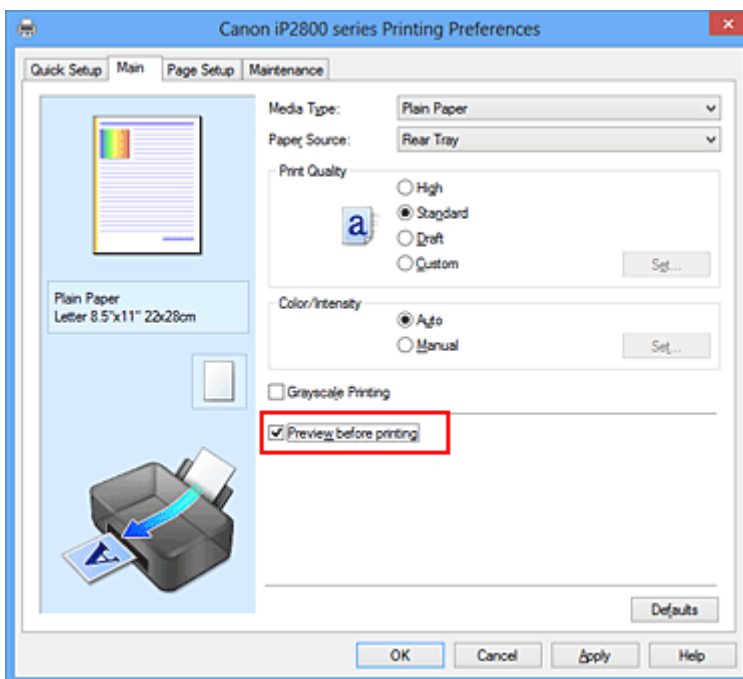 Canon iP2800 series Printing Preferences
Quick Setup Main Page Setup Maintenance
Media Type: Plain Paper
Paper Source: Rear Tray
Print Quality
High
a
Standard
Draft
Custom Set...
Plain Paper
Letter 8.5"x11" 22x28cm
Color/Intensity
Auto
Manual Set...
Grayscale Printing
Preview before printing
A
Defaults
OK Cancel Apply Help